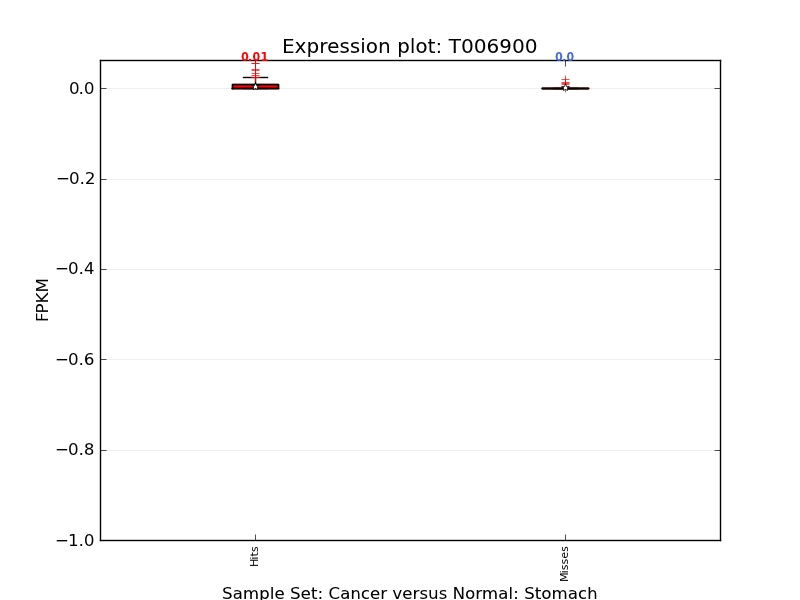 Expression plot: T006900
0.01
0.0
0.0
−0.2
−0.4
−0.6
−0.8
−1.0
FPKM
Hits
Misses
Sample Set: Cancer versus Normal: Stomach